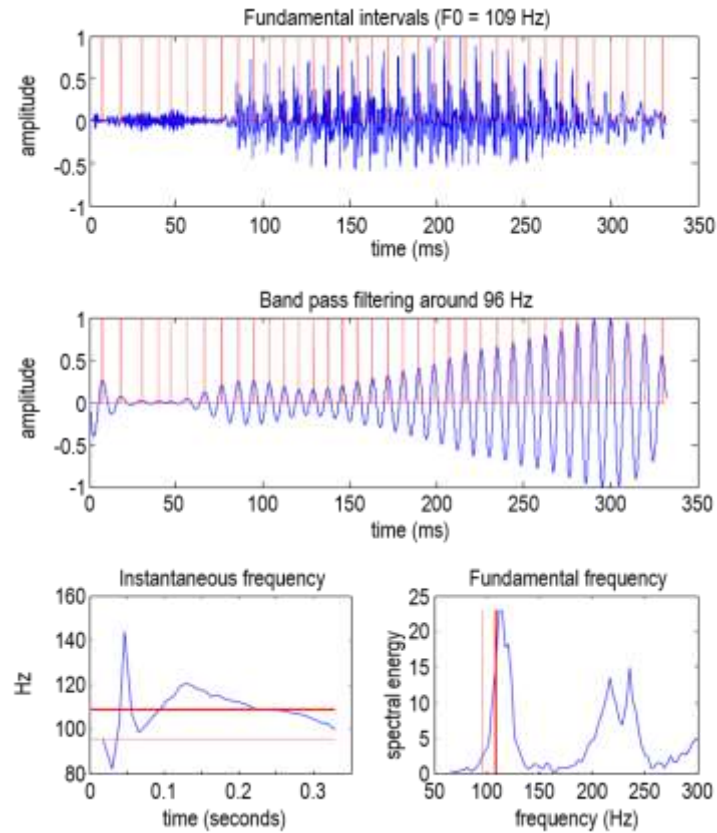 Fundamental intervals (F0 = 109 Hz)
amplitude
1
0.5
0
-0.5
-1
0 50 100 150 200 250 300 350
time (ms)
Band pass filtering around 96 Hz
amplitude
1
0.5
0
-0.5
-1
0 50 100 150 200 250 300 350
time (ms)
Instantaneous frequency
Hz
160
140
120
100
80
0 0.1 0.2 0.3
time (seconds)
Fundamental frequency
spectral energy
25
20
15
10
5
0
50 100 150 200 250 300
frequency (Hz)